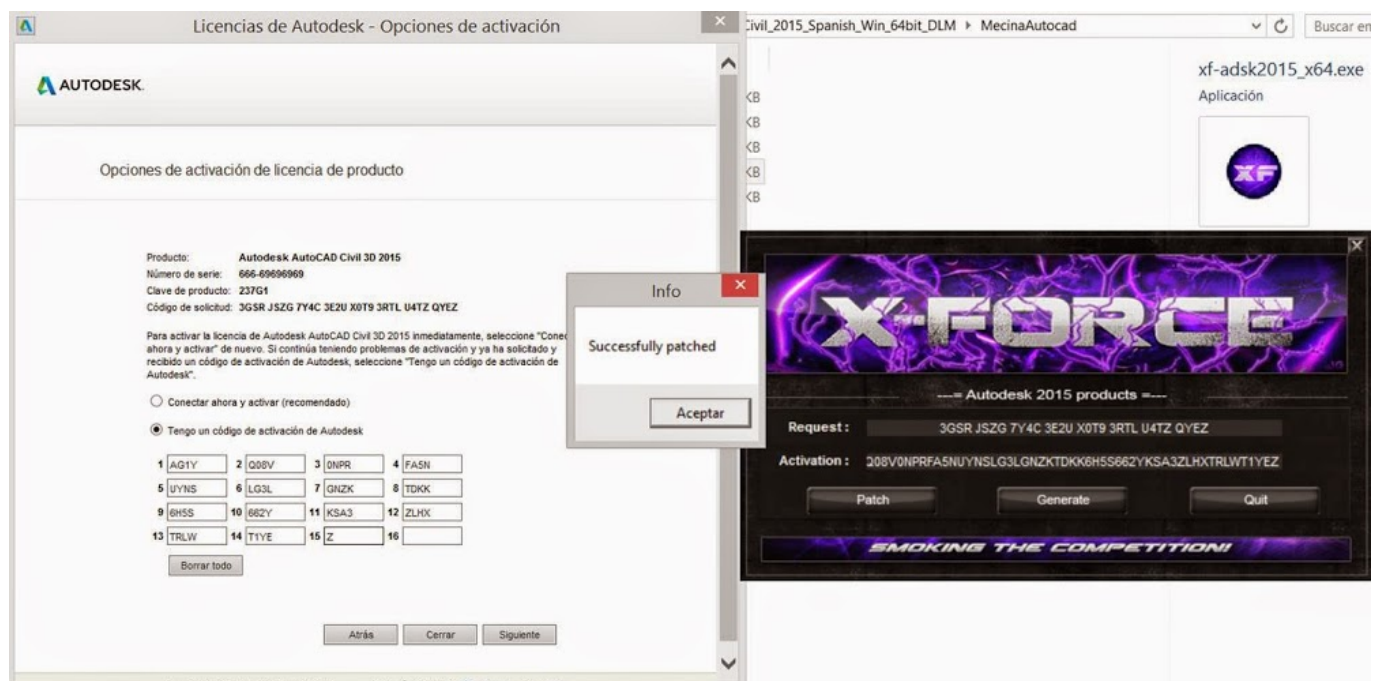 Licencias de Autodesk - Opciones de activación
AUTODESK.
Opciones de activación de licencia de producto
Producto: Autodesk AutoCAD Civil 3D 2015
Número de serie: 666-69696969
Clave de producto: 237G1
Código de solicitud: 3GSR JSZG 7Y4C 3E2U X0T9 3RTL U4TZ QYEZ
Para activar la licencia de Autodesk AutoCAD Civil 3D 2015 inmediatamente, seleccione "Conec
ahora y activar" de nuevo. Si continúa teniendo problemas de activación y ya ha solicitado y
recibido un código de activación de Autodesk, seleccione "Tengo un código de activación de
Autodesk".
Conectar ahora y activar (recomendado)
Tengo un código de activación de Autodesk
1 AG1Y 2 Q08V 3 0NPR 4 FA5N
5 UYNS 6 LG3L 7 GNZK 8 TDKK
9 6H5S 10 662Y 11 KSA3 12 ZLHX
13 TRLW 14 T1YE 15 Z 16
Borrar todo
Atrás Cerrar Siguiente
Info
Successfully patched
Aceptar
Civil_2015_Spanish_Win_64bit_DLM MecinaAutocad
Buscar en
KB
KB
KB
KB
KB
xf-adsk2015_x64.exe
Aplicación
XF
X-FORCE
---= Autodesk 2015 products =---
Request : 3GSR JSZG 7Y4C 3E2U X0T9 3RTL U4TZ QYEZ
Activation : Q08V0NPRFA5NUYNSLG3LGNZKTDKK6H5S662YKSA3ZLHXTRLWT1YEZ
Patch Generate Quit
SMOKING THE COMPETITION!